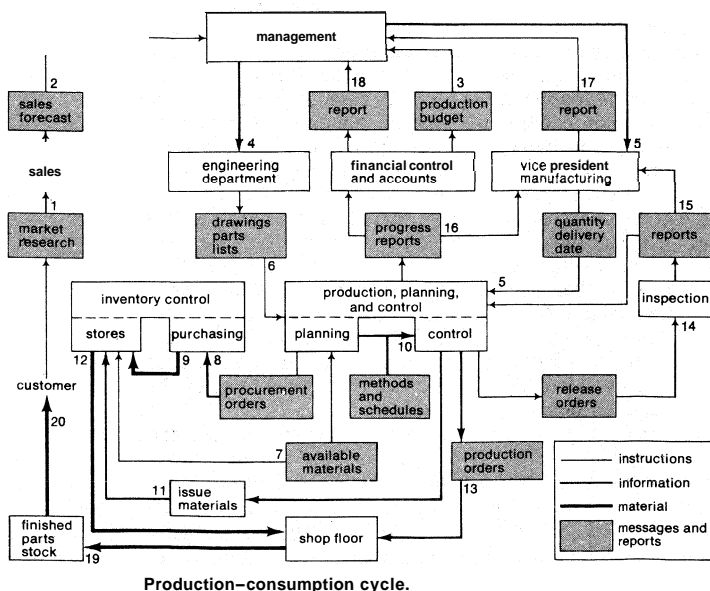 management
2
18
3
17
sales
forecast
report
production
budget
report
4
5
sales
engineering
department
financial control
and accounts
vice president
manufacturing
1
15
market
research
drawings
parts
lists
progress
reports
16
quantity
delivery
date
reports
6
5
inventory control
production, planning,
and control
inspection
stores
purchasing
planning
control
10
14
12
9
8
customer
procurement
orders
methods
and
schedules
release
orders
20
7
available
materials
production
orders
instructions
information
material
messages and
reports
11
issue
materials
13
finished
parts
stock
shop floor
19
Production–consumption cycle.